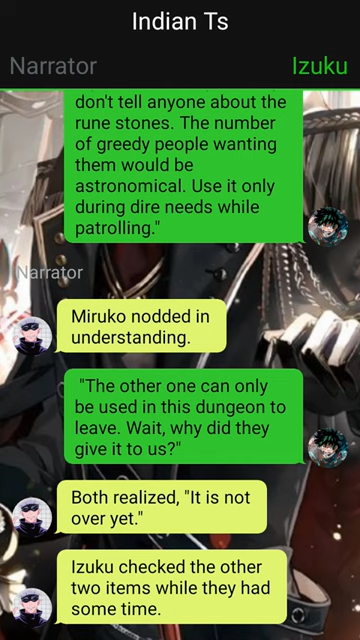 Indian Ts
Narrator
Izuku
don't tell anyone about the
rune stones. The number
of greedy people wanting
them would be
astronomical. Use it only
during dire needs while
patrolling."
Narrator
Miruko nodded in
understanding.
"The other one can only
be used in this dungeon to
leave. Wait, why did they
give it to us?"
Both realized, "It is not
over yet."
Izuku checked the other
two items while they had
some time.